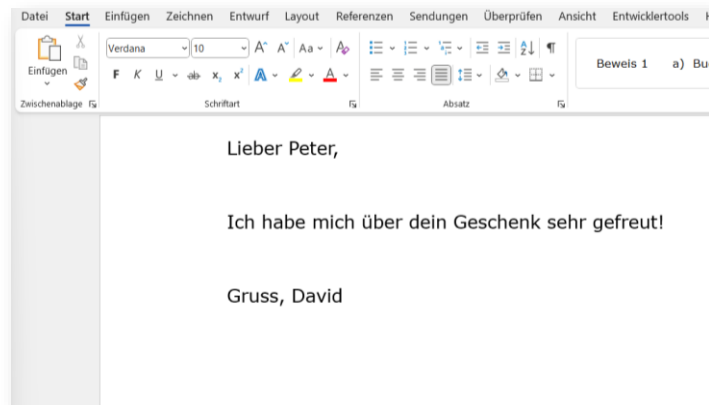 Datei Start Einfügen Zeichnen Entwurf Layout Referenzen Sendungen Überprüfen Ansicht Entwicklertools
Verdana 10 Aa
Einfügen F K U ab x₂ x² A A Beweis 1 a)
Zwischenablage Schriftart Absatz
Lieber Peter,
Ich habe mich über dein Geschenk sehr gefreut!
Gruss, David